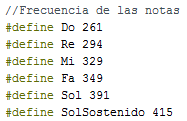 //Frecuencia de las notas
#define Do 261
#define Re 294
#define Mi 329
#define Fa 349
#define Sol 391
#define SolSostenido 415